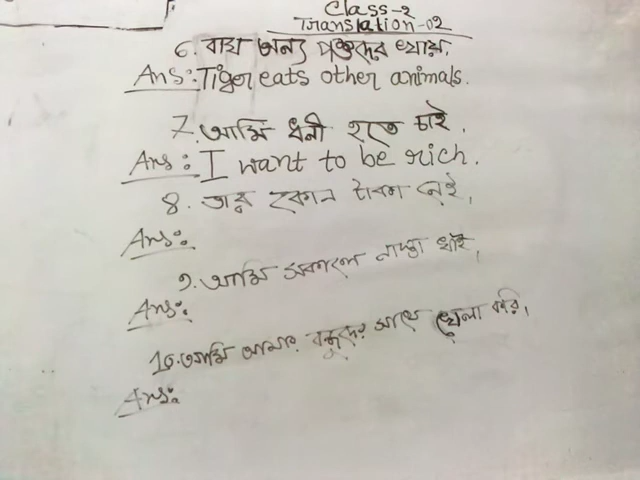 Class-২
Translation-02
6. বাঘ অন্য পশুদের খায়.
Ans: Tiger eats other animals.
7. আমি ধনী হতে চাই.
Ans: I want to be rich.
8. তার কোন টাকা নেই.
Ans:
9. আমি সকালে নাস্তা খাই.
Ans:
10. আমি আমার বন্ধুদের সাথে খেলা করি.
Ans: